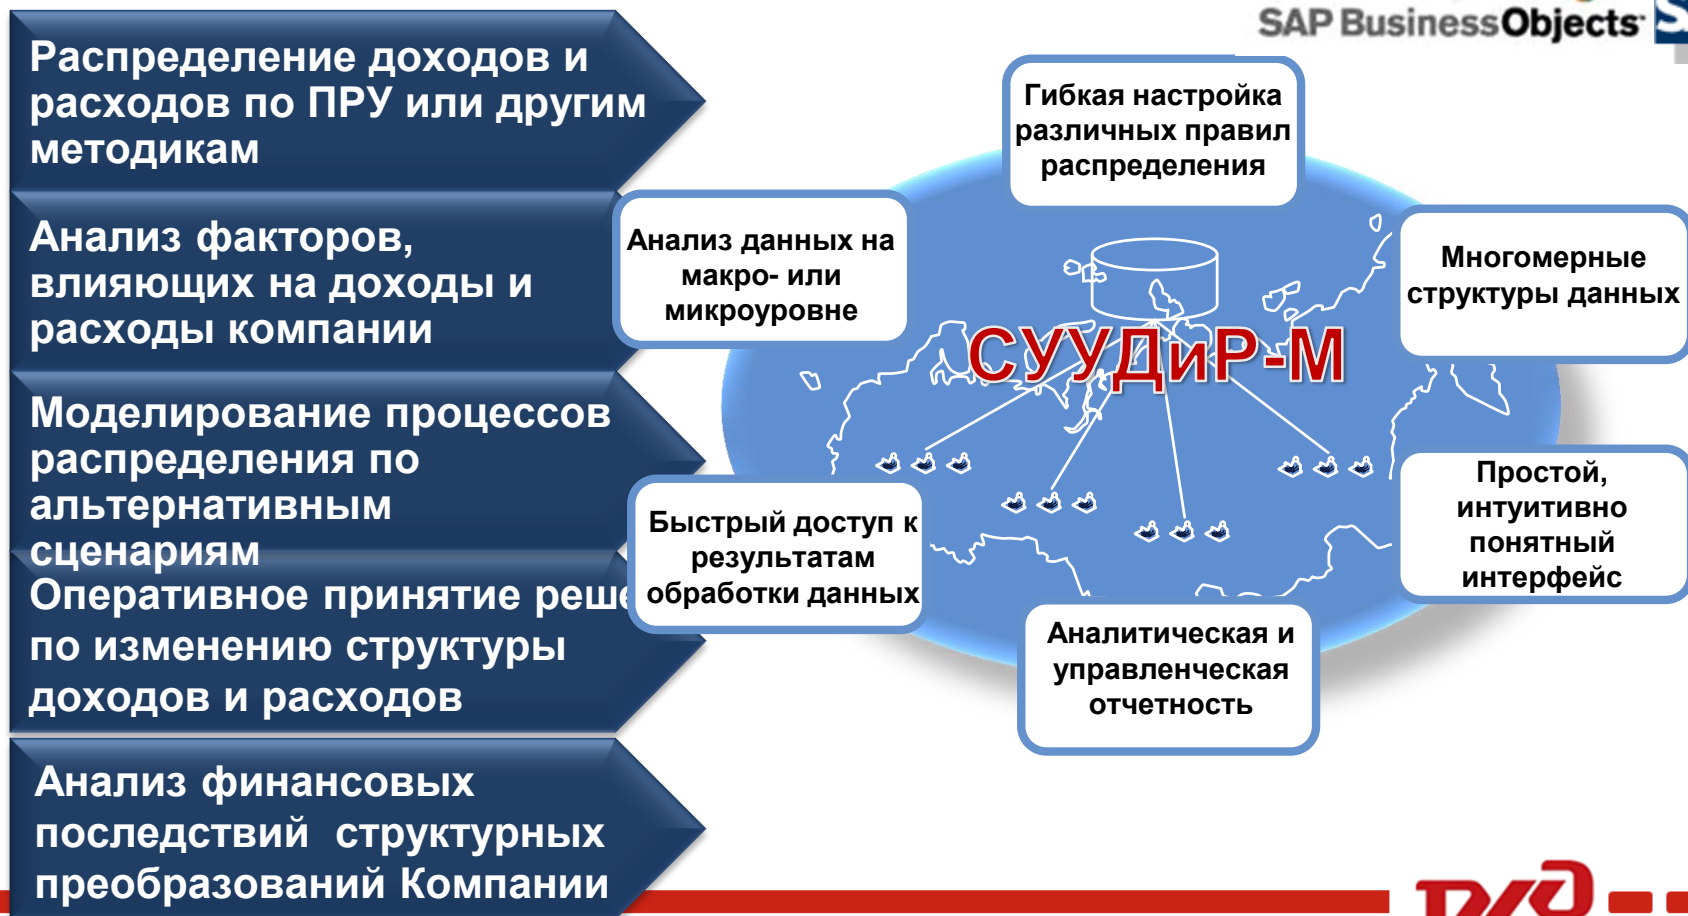 SAP BusinessObjects
Распределение доходов и
расходов по ПРУ или другим
методикам
Анализ факторов,
влияющих на доходы и
расходы компании
Моделирование процессов
распределения по
альтернативным
сценариям
Оперативное принятие реше
по изменению структуры
доходов и расходов
Анализ финансовых
последствий структурных
преобразований Компании
Гибкая настройка
различных правил
распределения
Анализ данных на
макро- или
микроуровне
Многомерные
структуры данных
СУУДиР-М
Быстрый доступ к
результатам
обработки данных
Простой,
интуитивно
понятный
интерфейс
Аналитическая и
управленческая
отчетность